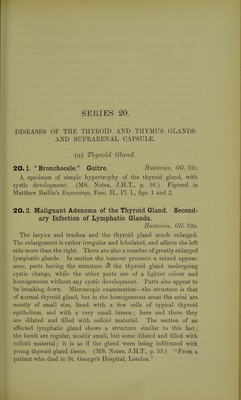 SERIES 20.
DISEASES OF THE THYROID AND THYMUS GLANDS
AND SUPRARENAL CAPSULE.
(a) Thyroid Gland.
20. 1. "Bronchocele." Goitre. Hunterian. GG. 52c.
A specimen of simple hypertrophy of the thyroid gland, with
cystic development. (MS. Notes, J.H.T., p. 56.) Figured in
Matthew Baillie's Engravings, Fasc. II., Pl. I., figs. 1 and 2.
20. 2. Malignant Adenoma of the Thyroid Gland. Second-
ary Infection of Lymphatic Glands.
Hunterian. GG. 52a.
The larynx and trachea and the thyroid gland much enlarged.
The enlargement is rather irregular and lobulated, and affects the left
side more than the right. There are also a number of greatly enlarged
lymphatic glands. In section the tumour presents a mixed appear-
ance, parts having the structure of the thyroid gland undergoing
cystic change, while the other parts are of a lighter colour and
homogeneous without any cystic development. Parts also appear to
be breaking down. Microscopic examination—the structure is that
of normal thyroid gland, but in the homogeneous areas the acini are
mostly of small size, lined with a few cells of typical thyroid
epithelium, and with a very small lumen; here and there they
are dilated and filled with colloid material. The section of an
affected lymphatic gland shows a structure similar to this last;
the loculi are regular, mostly small, but some dilated and filled with
colloid material; it is as if the gland were being infiltrated with
young thyroid gland tissue. (MS. Notes, J.H.T., p. 59.) "From a
patient who died in St. George's Hospital, London."